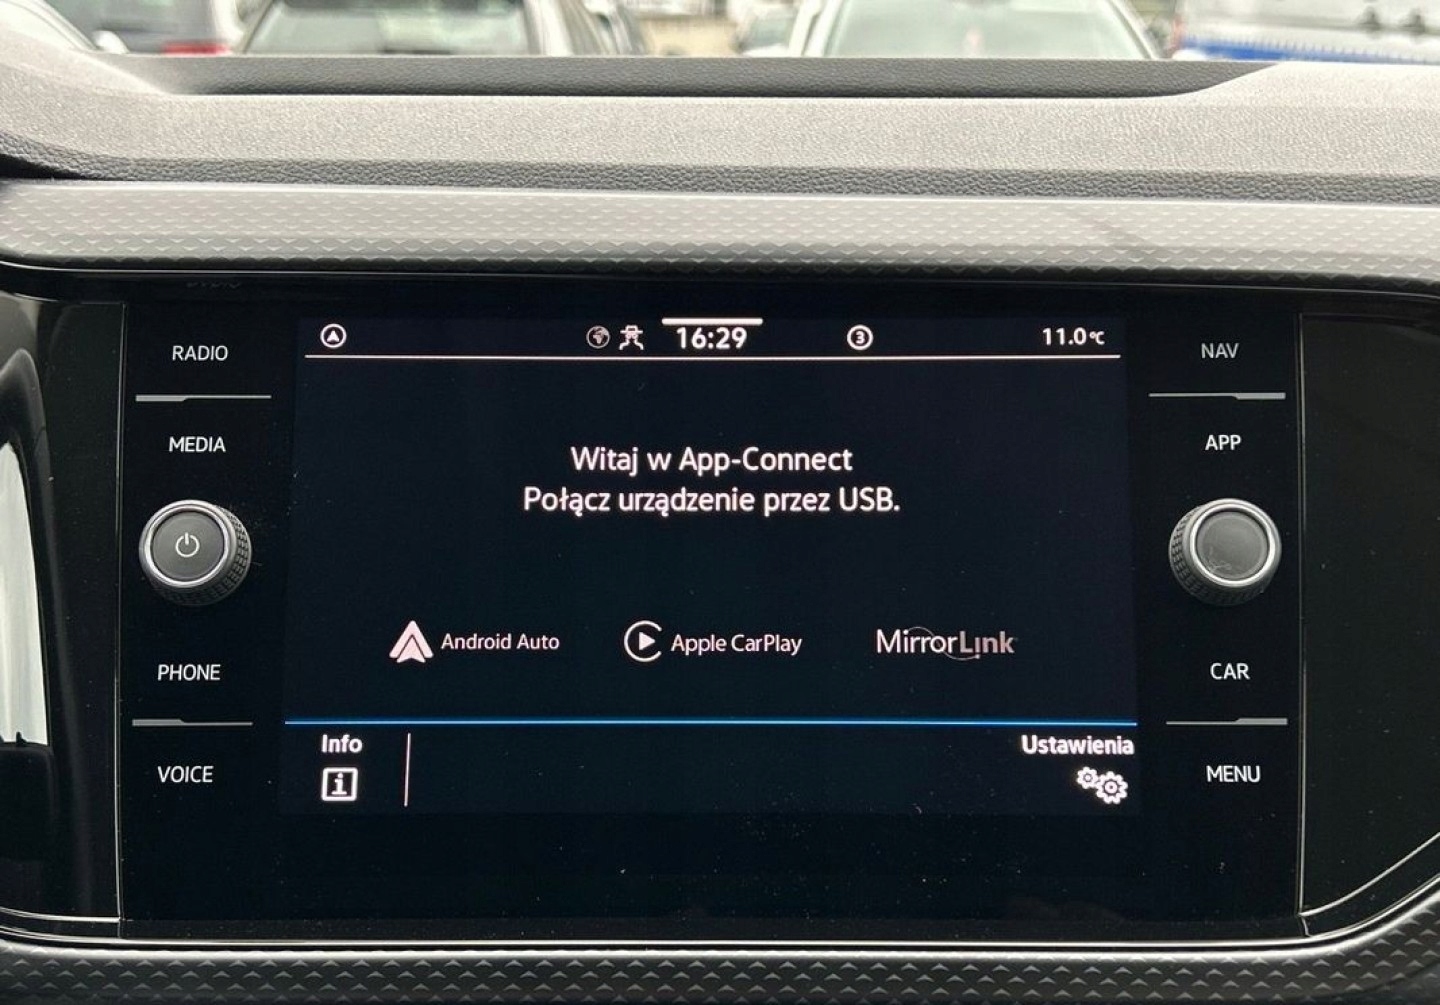 RADIO
MEDIA
PHONE
VOICE
16:29
3
11.0°C
Witaj w App-Connect
Połącz urządzenie przez USB.
Android Auto
Apple CarPlay
MirrorLink
Info
i
Ustawienia
NAV
APP
CAR
MENU